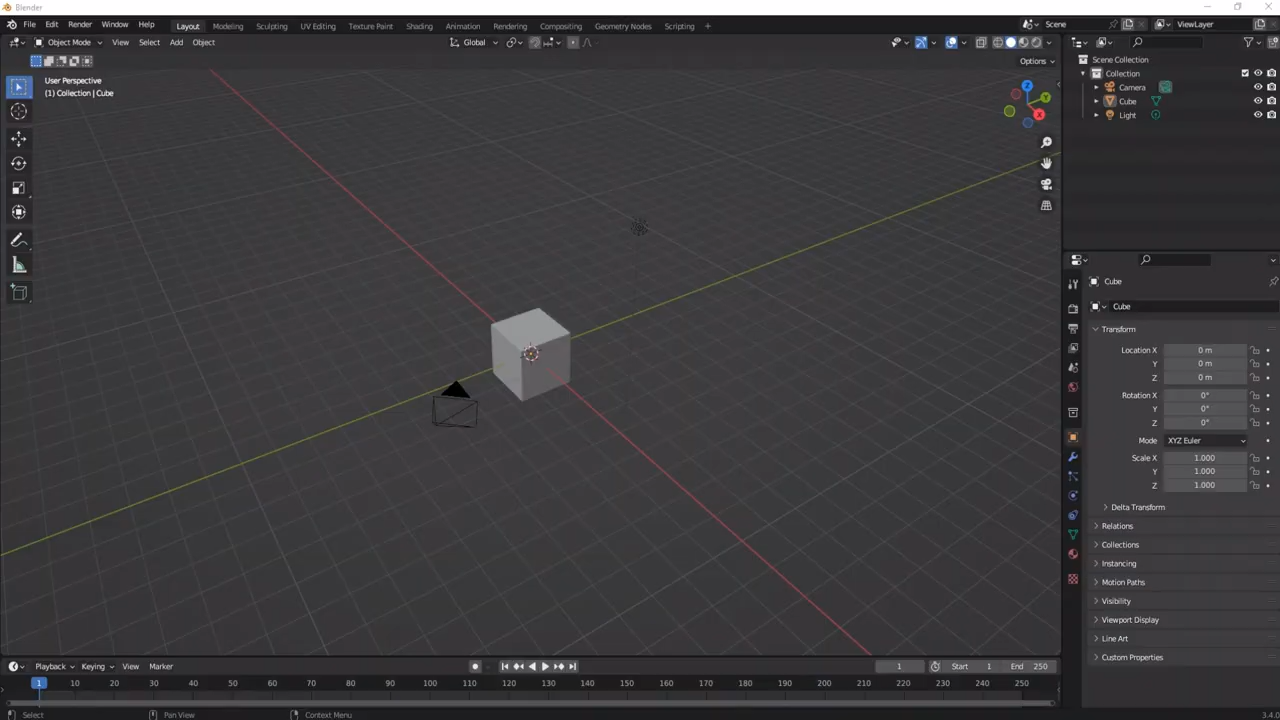 Blender
File Edit Render Window Help Layout Modeling Sculpting UV Editing Texture Paint Shading Animation Rendering Compositing Geometry Nodes Scripting + Scene ViewLayer
Object Mode View Select Add Object Global
Options
User Perspective
(1) Collection | Cube
Z
Y
X
Scene Collection
Collection
Camera
Cube
Light
Cube
Cube
Transform
Location X 0 m
Y 0 m
Z 0 m
Rotation X 0°
Y 0°
Z 0°
Mode XYZ Euler
Scale X 1.000
Y 1.000
Z 1.000
Delta Transform
Relations
Collections
Instancing
Motion Paths
Visibility
Viewport Display
Line Art
Custom Properties
Playback Keying View Marker 1 Start 1 End 250
1 10 20 30 40 50 60 70 80 90 100 110 120 130 140 150 160 170 180 190 200 210 220 230 240 250
Select Pan View Context Menu 3.4.0